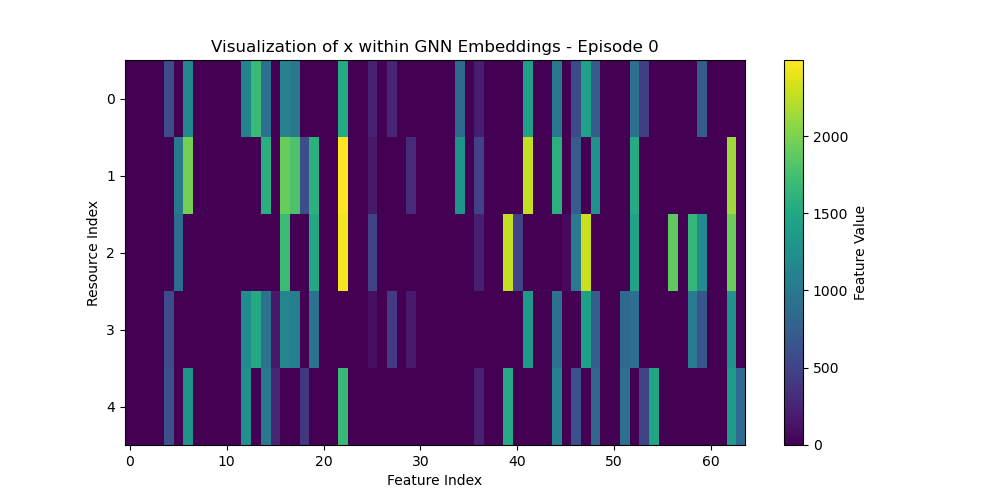 Visualization of x within GNN Embeddings - Episode 0
Resource Index
0
1
2
3
4
0 10 20 30 40 50 60
Feature Index
2000
1500
1000
500
0
Feature Value